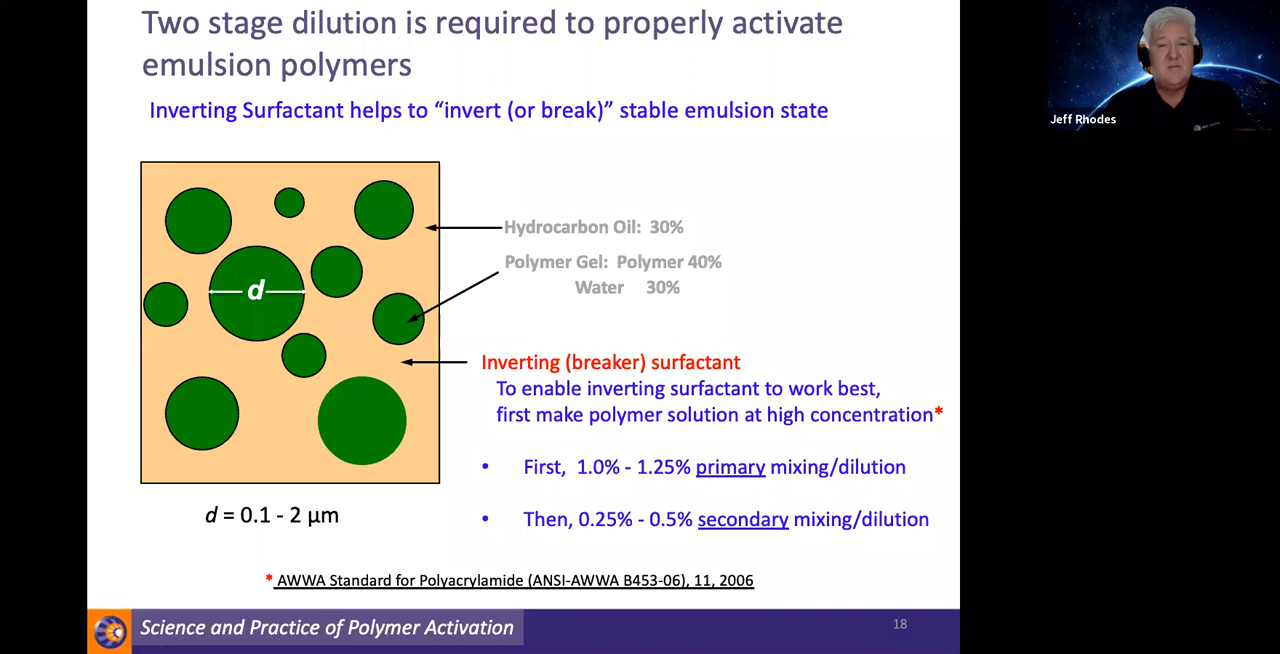 Two stage dilution is required to properly activate
emulsion polymers
Inverting Surfactant helps to “invert (or break)” stable emulsion state
Jeff Rhodes
d
Hydrocarbon Oil: 30%
Polymer Gel: Polymer 40%
Water 30%
Inverting (breaker) surfactant
To enable inverting surfactant to work best,
first make polymer solution at high concentration*
• First, 1.0% - 1.25% primary mixing/dilution
• Then, 0.25% - 0.5% secondary mixing/dilution
d = 0.1 - 2 µm
* AWWA Standard for Polyacrylamide (ANSI-AWWA B453-06), 11, 2006
Science and Practice of Polymer Activation
18